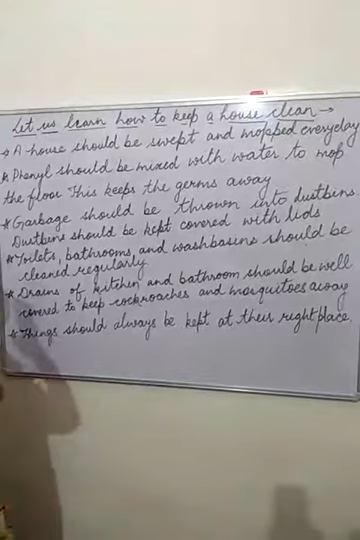 Let us learn how to keep a house clean →
→ A house should be swept and mopped everyday
* Phenyl should be mixed with water to mop
the floor This keeps the germs away
* Garbage should be thrown into dustbins
Dustbins should be kept covered with lids
* Toilets, bathrooms, and washbasins should be
cleaned regularly
* Drains of kitchen and bathroom should be well
covered to keep cockroaches and mosquitoes away
* Things should always be kept at their right place.